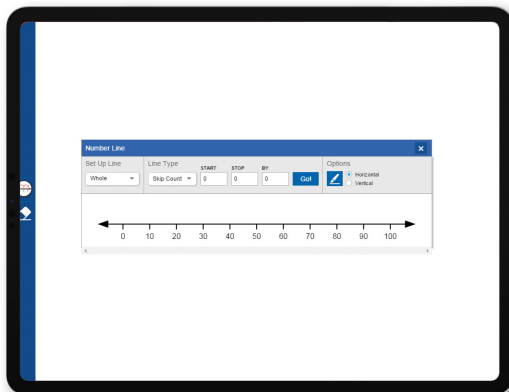 Number Line
Set Up Line
Line Type
START
STOP
BY
Options
Whole
Skip Count
0
0
0
Go!
Horizontal
Vertical
0 10 20 30 40 50 60 70 80 90 100